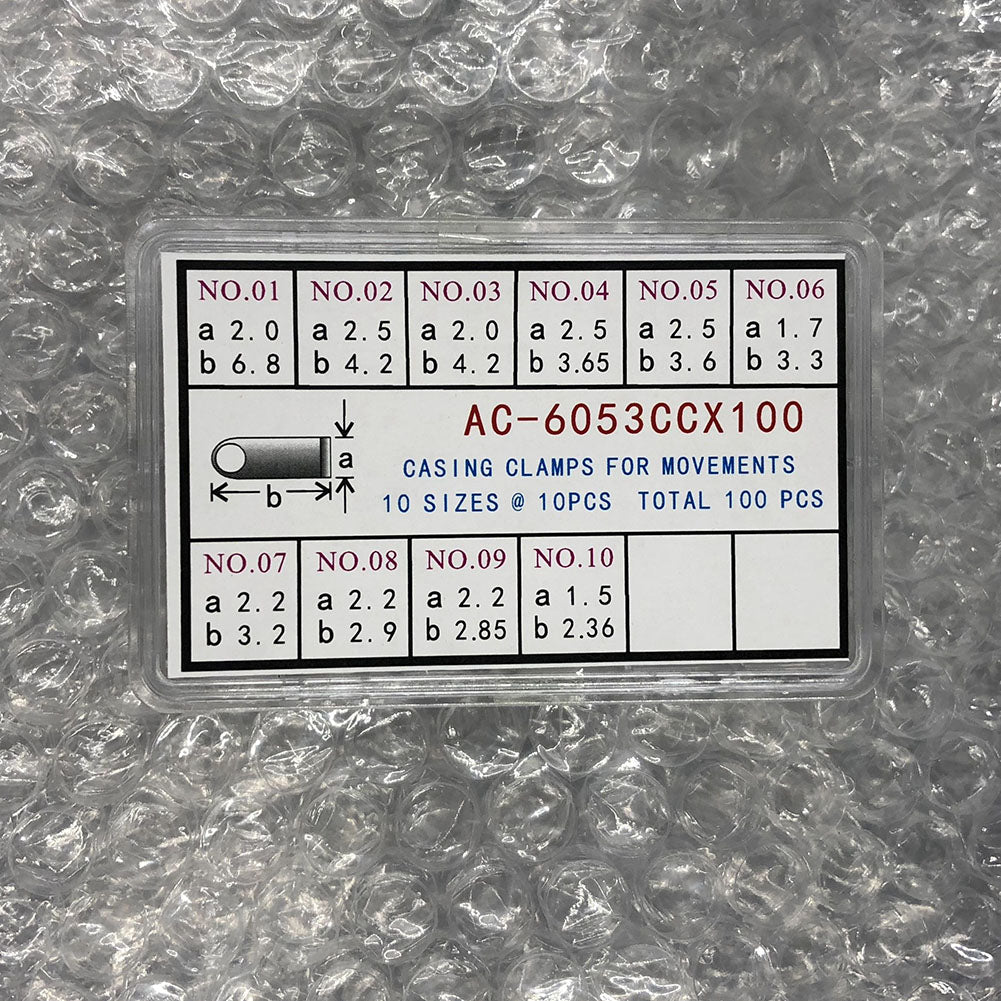 NO.01 NO.02 NO.03 NO.04 NO.05 NO.06
a 2.0 a 2.5 a 2.0 a 2.5 a 2.5 a 1.7
b 6.8 b 4.2 b 4.2 b 3.65 b 3.6 b 3.3
AC-6053CCX100
a
CASING CLAMPS FOR MOVEMENTS
b
10 SIZES @ 10PCS TOTAL 100 PCS
NO.07 NO.08 NO.09 NO.10
a 2.2 a 2.2 a 2.2 a 1.5
b 3.2 b 2.9 b 2.85 b 2.36